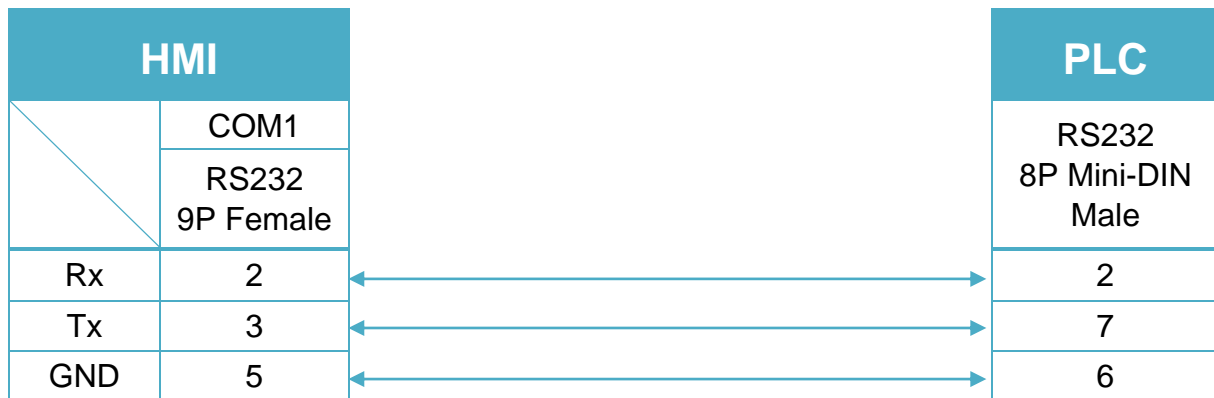 HMI
PLC
COM1
RS232
9P Female
RS232
8P Mini-DIN
Male
Rx 2 2
Tx 3 7
GND 5 6